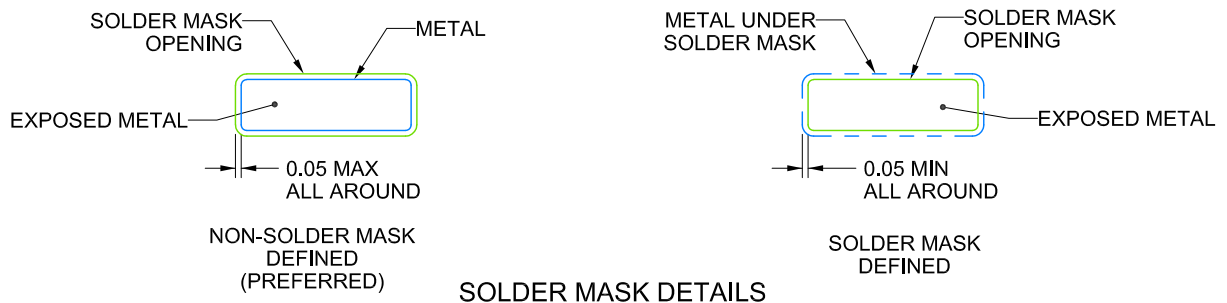 SOLDER MASK
OPENING
METAL
EXPOSED METAL
0.05 MAX
ALL AROUND
NON-SOLDER MASK
DEFINED
(PREFERRED)
METAL UNDER
SOLDER MASK
SOLDER MASK
OPENING
EXPOSED METAL
0.05 MIN
ALL AROUND
SOLDER MASK
DEFINED
SOLDER MASK DETAILS